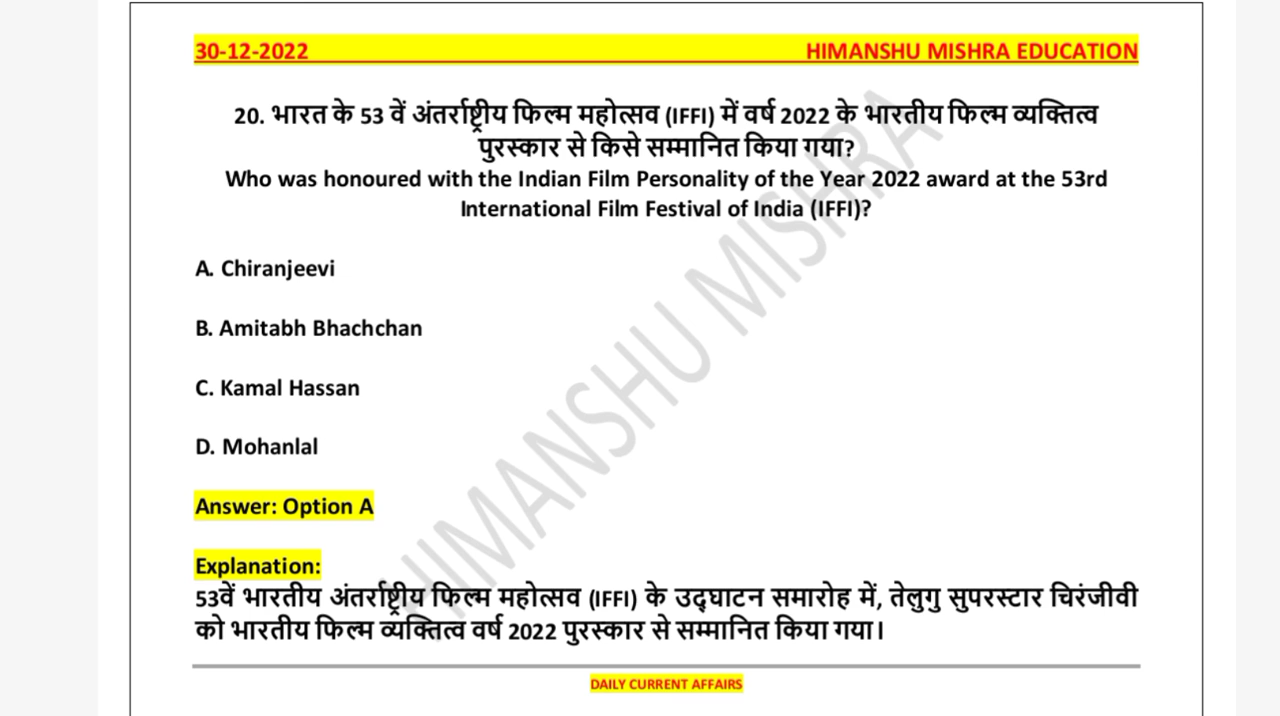 30-12-2022 HIMANSHU MISHRA EDUCATION
20. भारत के 53 वें अंतर्राष्ट्रीय फिल्म महोत्सव (IFFI) में वर्ष 2022 के भारतीय फिल्म व्यक्तित्व
पुरस्कार से किसे सम्मानित किया गया?
Who was honoured with the Indian Film Personality of the Year 2022 award at the 53rd
International Film Festival of India (IFFI)?
A. Chiranjeevi
B. Amitabh Bhachchan
C. Kamal Hassan
D. Mohanlal
Answer: Option A
Explanation:
53वें भारतीय अंतर्राष्ट्रीय फिल्म महोत्सव (IFFI) के उद्घाटन समारोह में, तेलुगु सुपरस्टार चिरंजीवी
को भारतीय फिल्म व्यक्तित्व वर्ष 2022 पुरस्कार से सम्मानित किया गया।
DAILY CURRENT AFFAIRS
HIMANSHU MISHRA